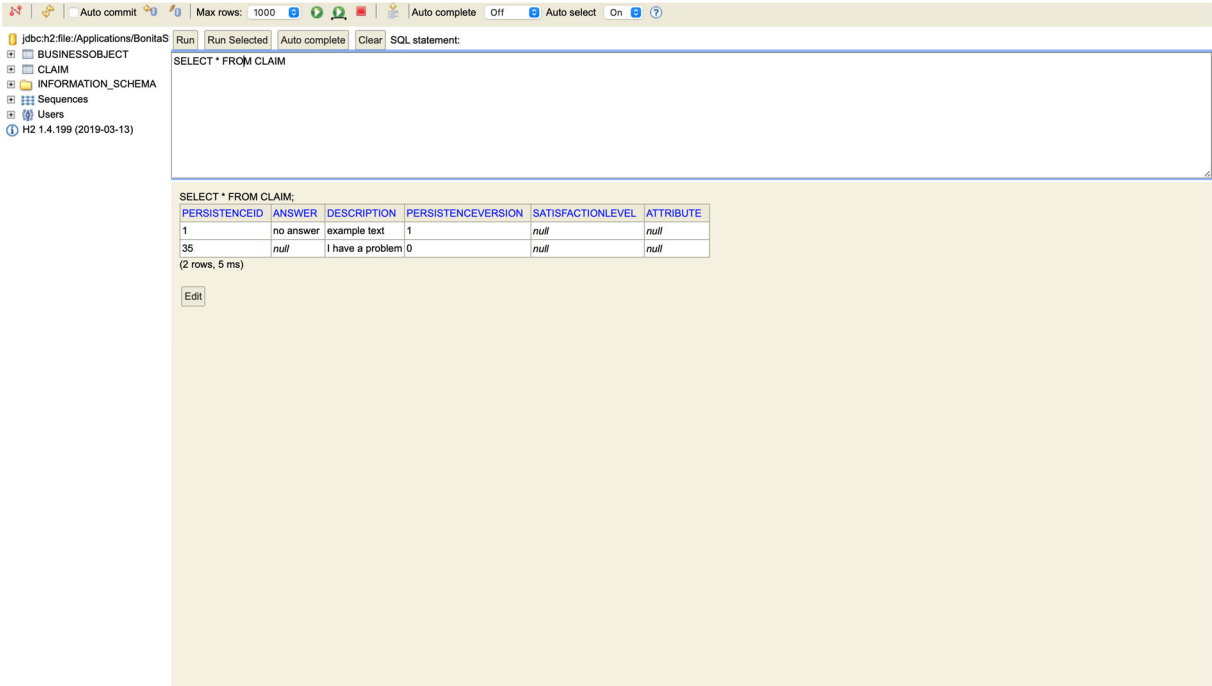 Auto commit Max rows: 1000 Auto complete Off Auto select On ?
jdbc:h2:file:/Applications/BonitaS
BUSINESSOBJECT
CLAIM
INFORMATION_SCHEMA
Sequences
Users
H2 1.4.199 (2019-03-13)
Run Run Selected Auto complete Clear SQL statement:
SELECT * FROM CLAIM
SELECT * FROM CLAIM;
PERSISTENCEID ANSWER DESCRIPTION PERSISTENCEVERSION SATISFACTIONLEVEL ATTRIBUTE
1 no answer example text 1 null null
35 null I have a problem 0 null null
(2 rows, 5 ms)
Edit